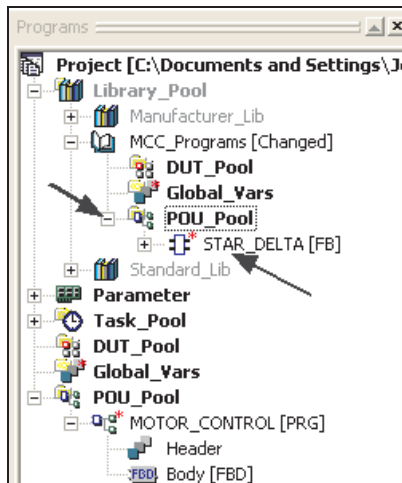 Programs
Project [C:\Documents and Settings\J
Library_Pool
Manufacturer_Lib
MCC_Programs [Changed]
DUT_Pool
Global_Vars
POU_Pool
STAR_DELTA [FB]
Standard_Lib
Parameter
Task_Pool
DUT_Pool
Global_Vars
POU_Pool
MOTOR_CONTROL [PRG]
Header
FBD Body [FBD]